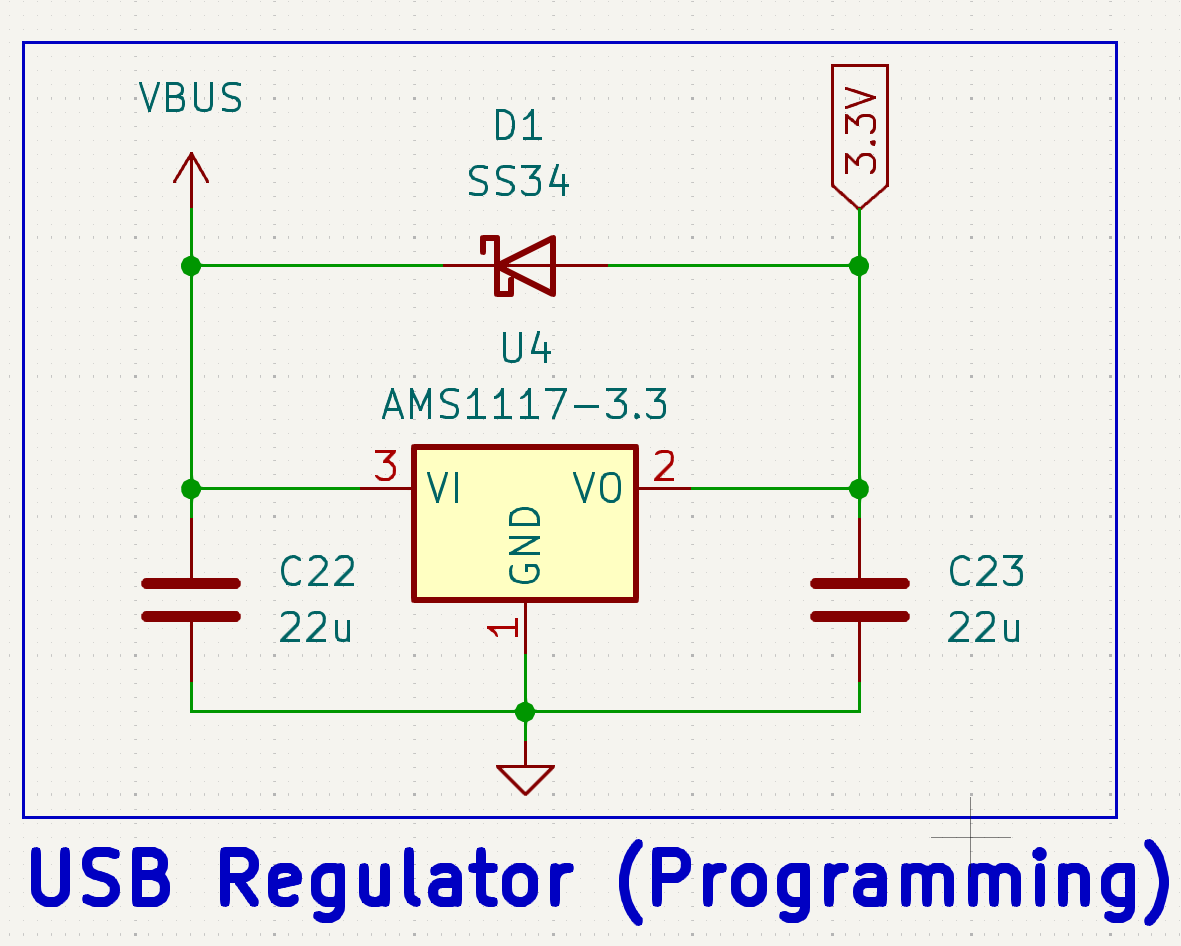 VBUS
3.3V
D1
SS34
U4
AMS1117-3.3
3
VI
VO
2
GND
1
C22
22u
C23
22u
USB Regulator (Programming)